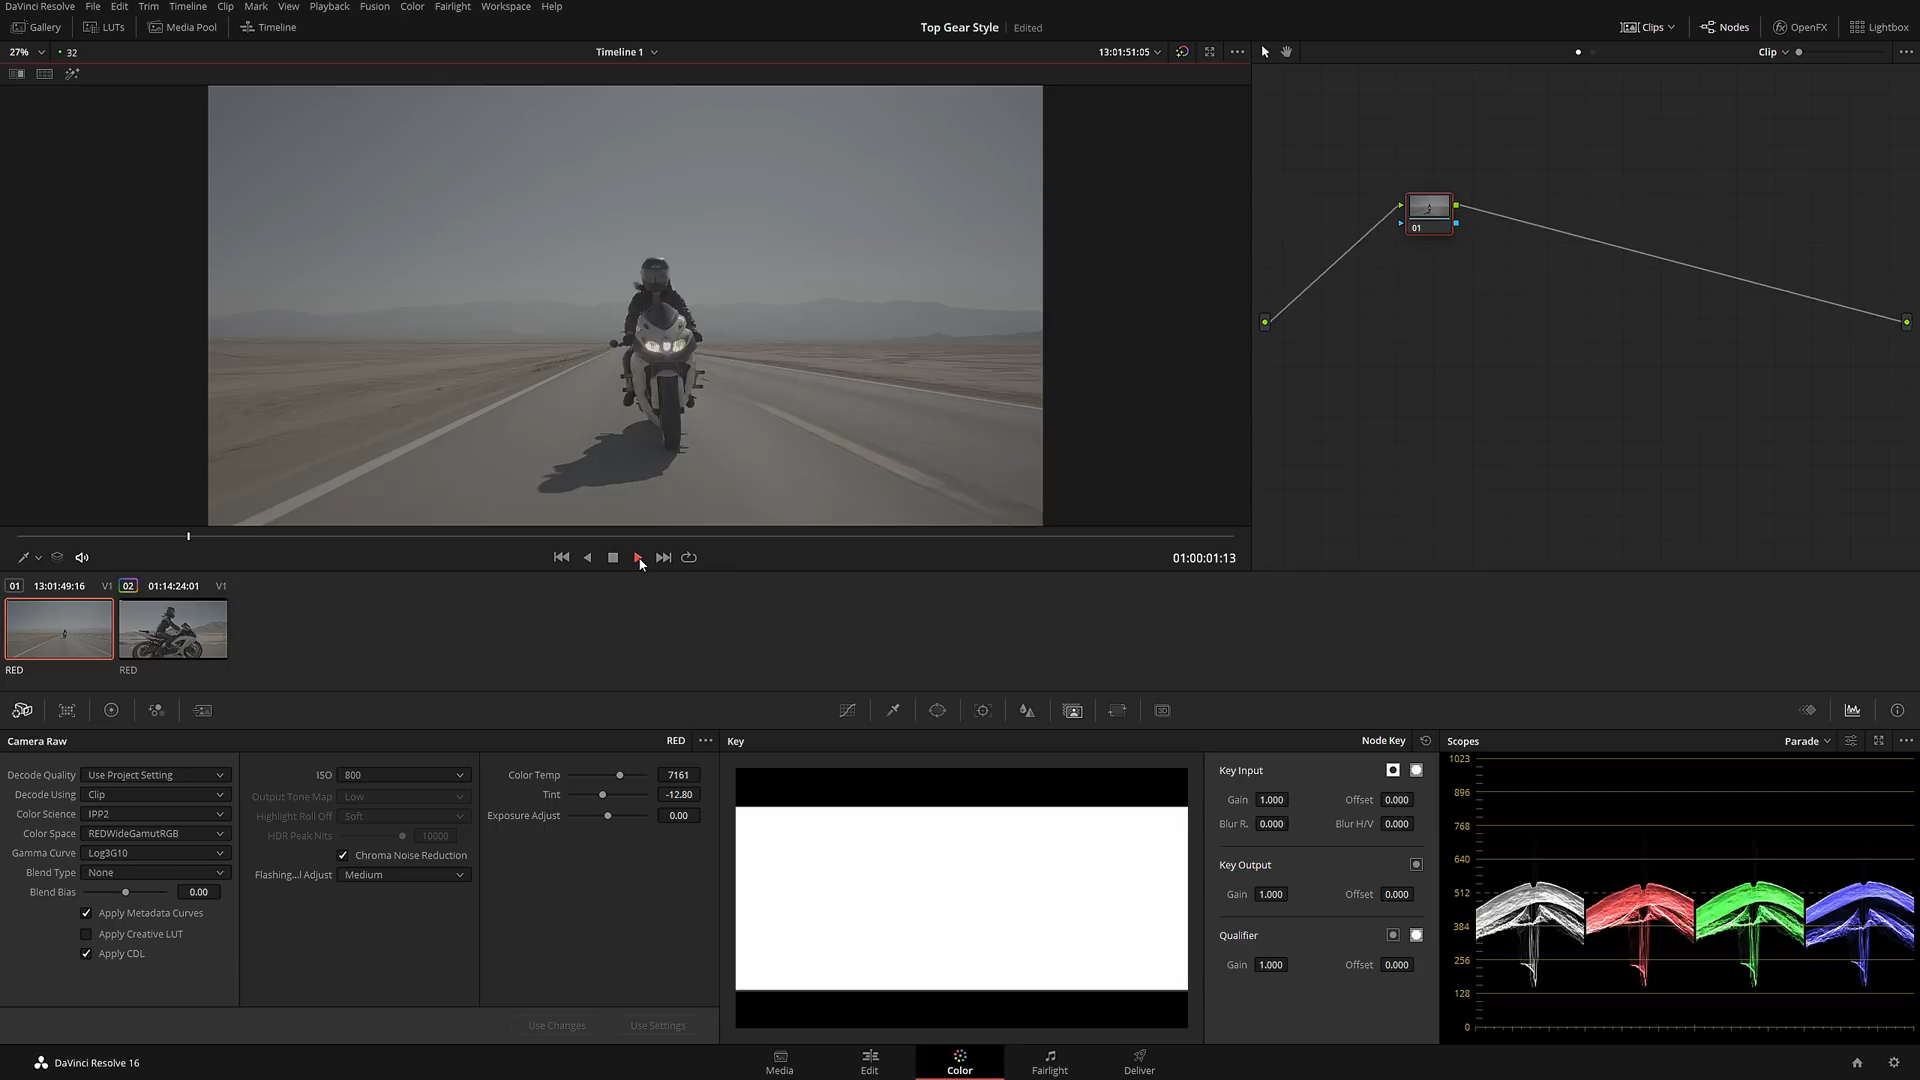 DaVinci Resolve File Edit Trim Timeline Clip Mark View Playback Fusion Color Fairlight Workspace Help
Gallery LUTs Media Pool Timeline Top Gear Style Edited Clips Nodes OpenFX Lightbox
27% 32 Timeline 1 13:01:51:05 Clip
01
01:00:01:13
01 13:01:49:16 V1 02 01:14:24:01 V1
RED RED
Camera Raw RED Key Node Key Scopes Parade
Decode Quality Use Project Setting
Decode Using Clip
Color Science IPP2
Color Space REDWideGamutRGB
Gamma Curve Log3G10
Blend Type None
Blend Bias 0.00
Apply Metadata Curves
Apply Creative LUT
Apply CDL
ISO 800
Output Tone Map Low
Highlight Roll Off Soft
HDR Peak Nits 10000
Chroma Noise Reduction
Flashing...l Adjust Medium
Color Temp 7161
Tint -12.80
Exposure Adjust 0.00
Use Changes Use Settings
Key Input
Gain 1.000 Offset 0.000
Blur R. 0.000 Blur H/V 0.000
Key Output
Gain 1.000 Offset 0.000
Qualifier
Gain 1.000 Offset 0.000
1023
896
768
640
512
384
256
128
0
DaVinci Resolve 16 Media Edit Color Fairlight Deliver